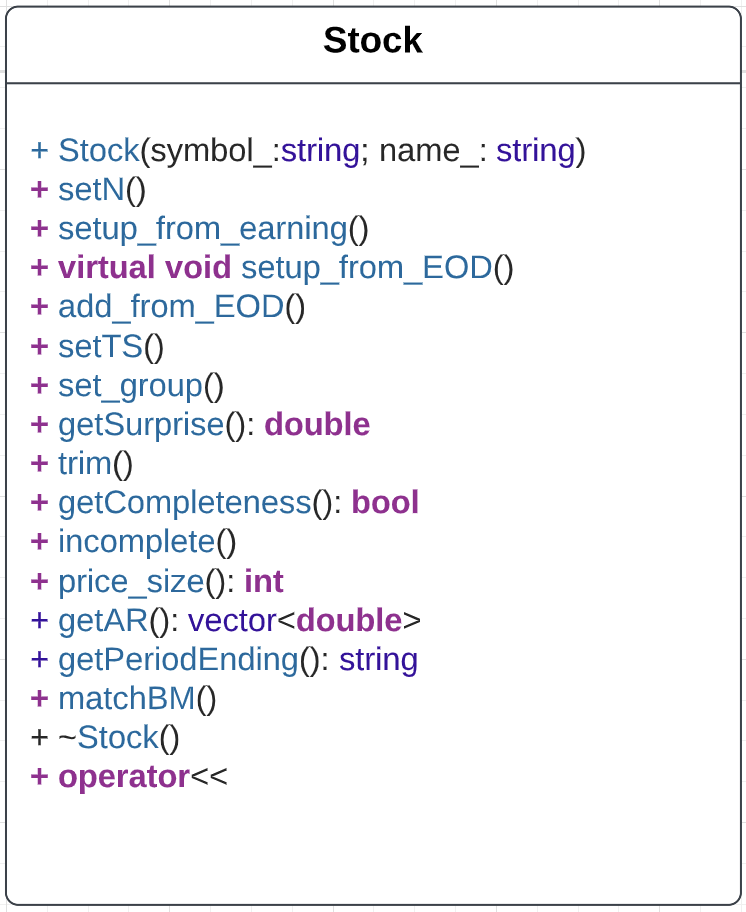 Stock
+ Stock(symbol_:string; name_: string)
+ setN()
+ setup_from_earning()
+ virtual void setup_from_EOD()
+ add_from_EOD()
+ setTS()
+ set_group()
+ getSurprise(): double
+ trim()
+ getCompleteness(): bool
+ incomplete()
+ price_size(): int
+ getAR(): vector<double>
+ getPeriodEnding(): string
+ matchBM()
+ ~Stock()
+ operator<<